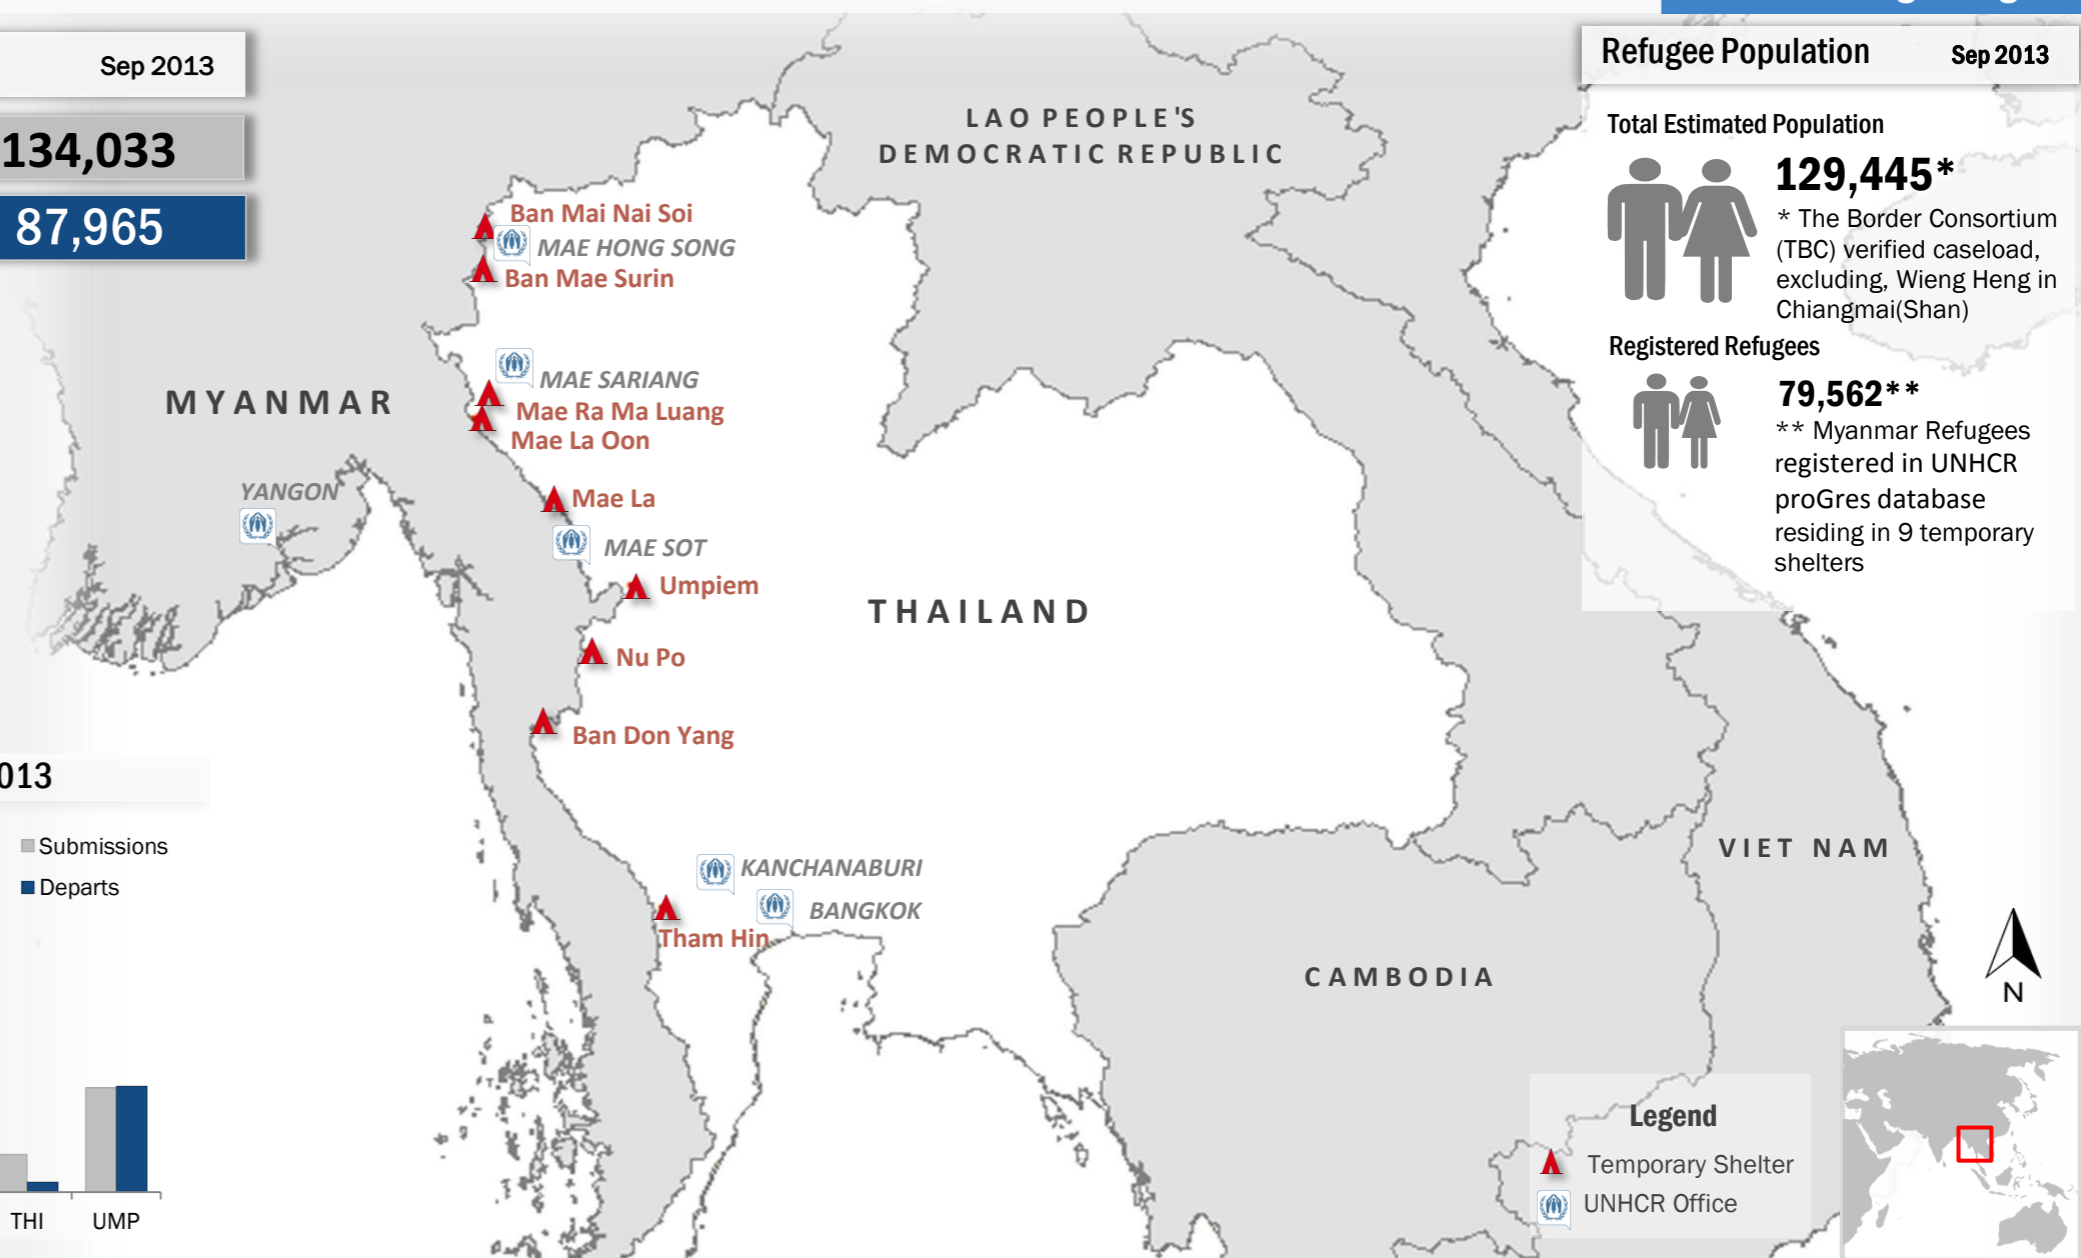 Sep 2013
134,033
87,965
LAO PEOPLE'S
DEMOCRATIC REPUBLIC
Ban Mai Nai Soi
MAE HONG SONG
Ban Mae Surin
MYANMAR
MAE SARIANG
Mae Ra Ma Luang
Mae La Oon
YANGON
Mae La
MAE SOT
Umpiem
THAILAND
Nu Po
Ban Don Yang
KANCHANABURI
BANGKOK
Tham Hin
VIET NAM
CAMBODIA
N
013
Submissions
Departs
THI UMP
Refugee Population Sep 2013
Total Estimated Population
129,445*
* The Border Consortium
(TBC) verified caseload,
excluding, Wieng Heng in
Chiangmai(Shan)
Registered Refugees
79,562**
** Myanmar Refugees
registered in UNHCR
proGres database
residing in 9 temporary
shelters
Legend
Temporary Shelter
UNHCR Office